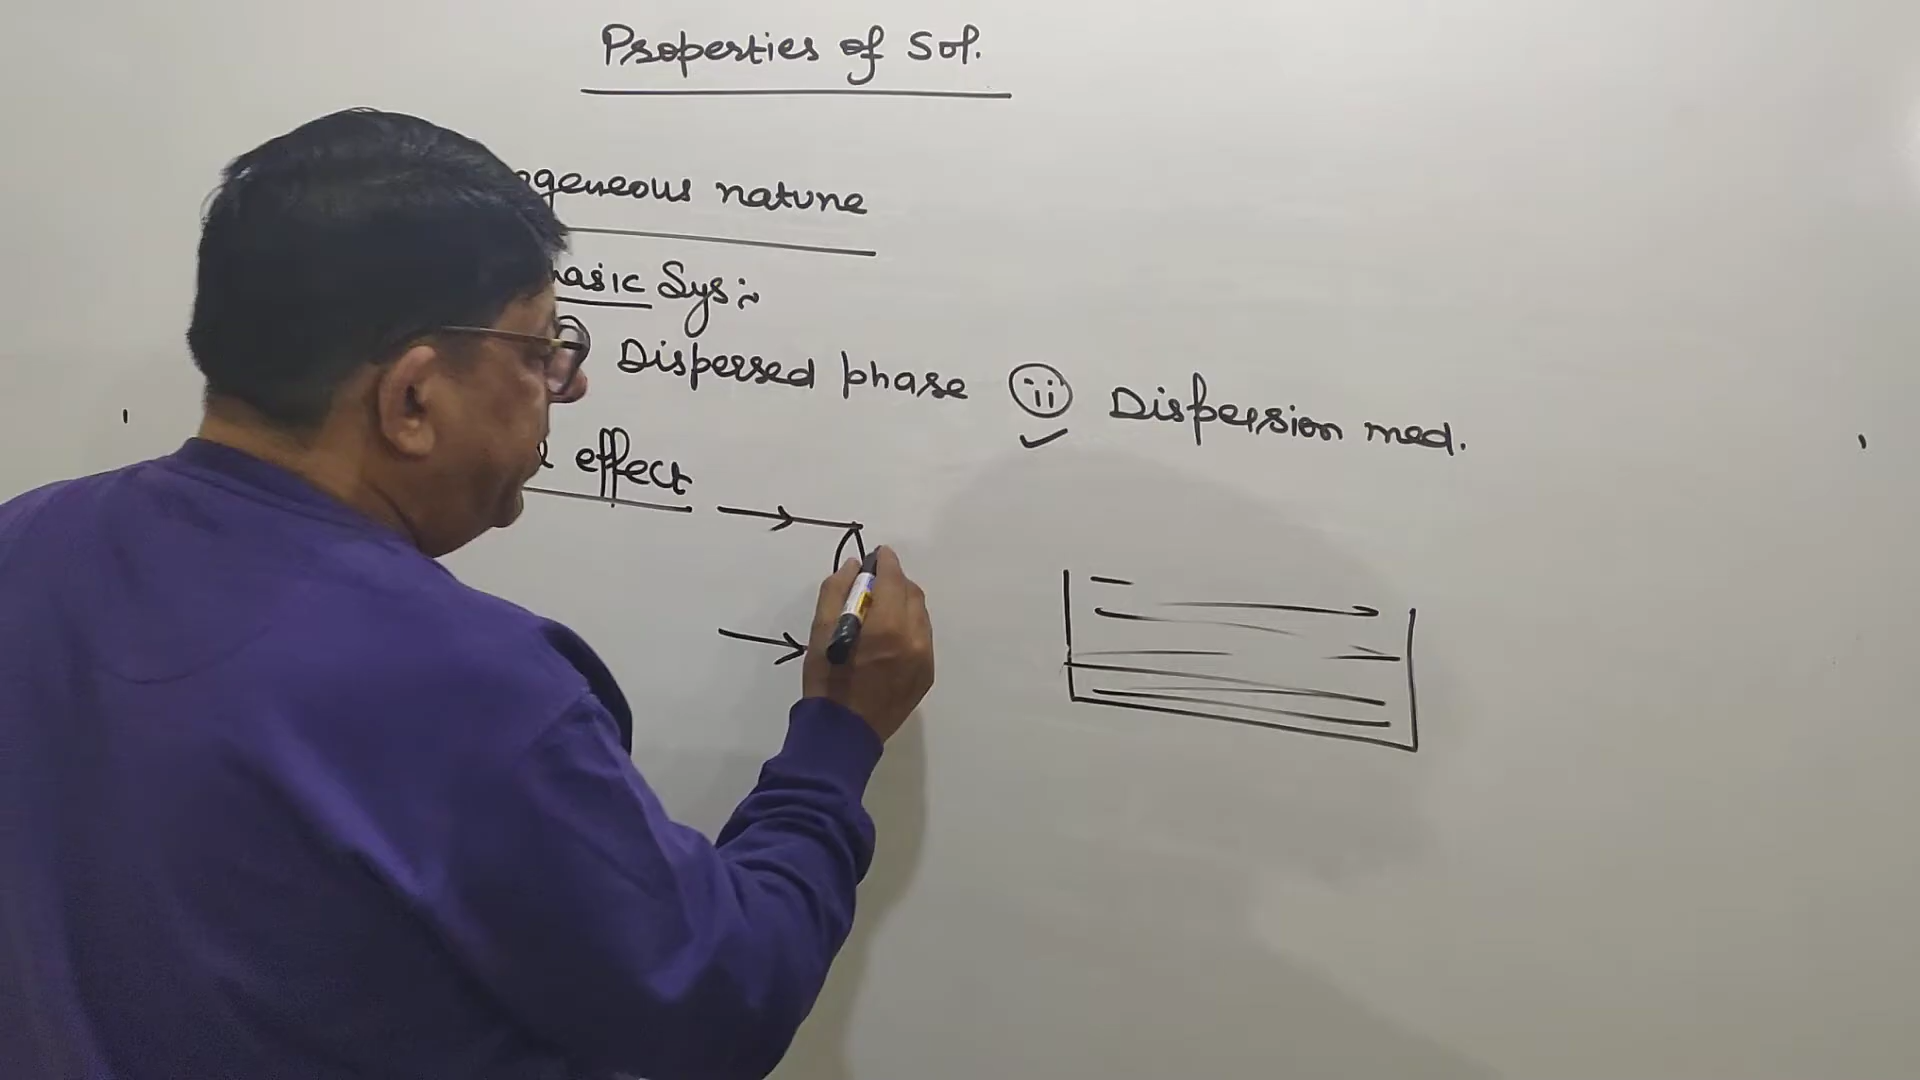 Properties of Sol.
ogeneous nature
hasic Sys:~
Dispersed phase (ii) Dispersion med.
effect